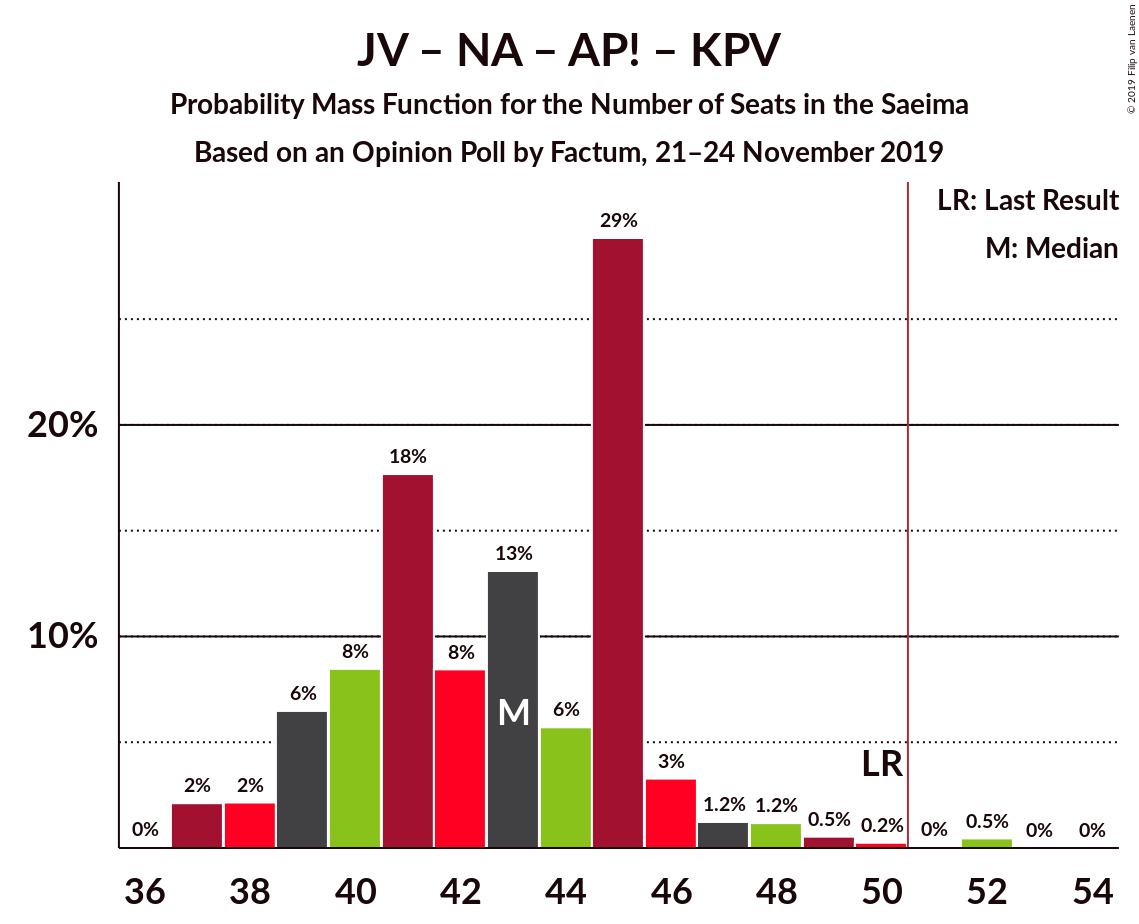 JV – NA – AP! – KPV
Probability Mass Function for the Number of Seats in the Saeima
Based on an Opinion Poll by Factum, 21–24 November 2019
© 2019 Filip van Laenen
LR: Last Result
M: Median
20%
10%
0%
2%
2%
6%
8%
18%
8%
13%
6%
29%
3%
1.2%
1.2%
0.5%
0.2%
0%
0.5%
0%
0%
M
LR
36 38 40 42 44 46 48 50 52 54